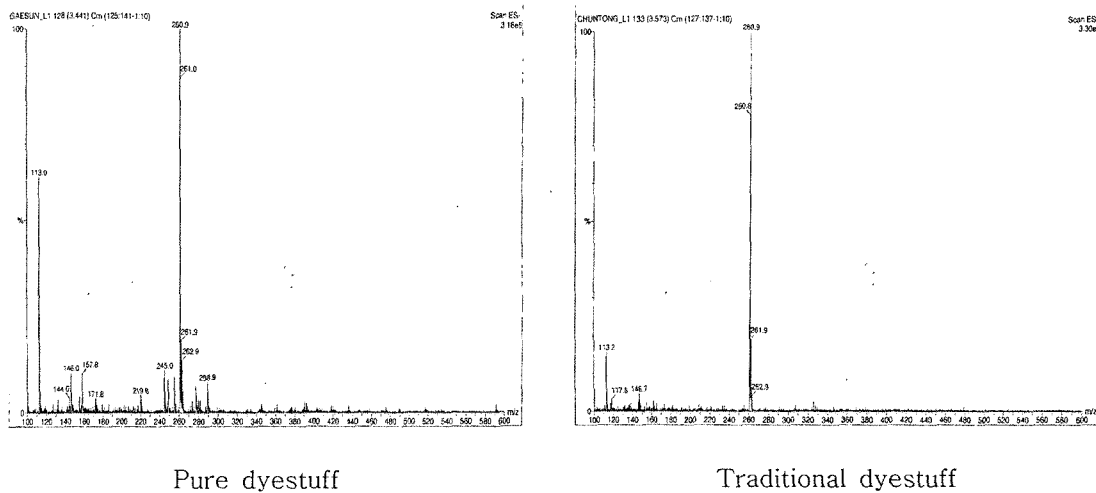 GAESUN_L1 128 (3.441) Cm (125:141-1:10)
Scan ES-
3.16e5
260.9
100
261.0
113.9
%
261.9
262.9
245.0
288.9
146.0
157.8
144.0
171.8
219.8
0
100 120 140 160 180 200 220 240 260 280 300 320 340 360 380 400 420 440 460 480 500 520 540 560 580 600
m/z
Pure dyestuff
CHUNTONG_L1 133 (3.573) Cm (127:137-1:10)
Scan ES-
260.9
100
260.8
%
261.9
262.9
113.2
117.8
146.7
0
100 120 140 160 180 200 220 240 260 280 300 320 340 360 380 400 420 440 460 480 500 520 540 560 580 600
m/z
Traditional dyestuff